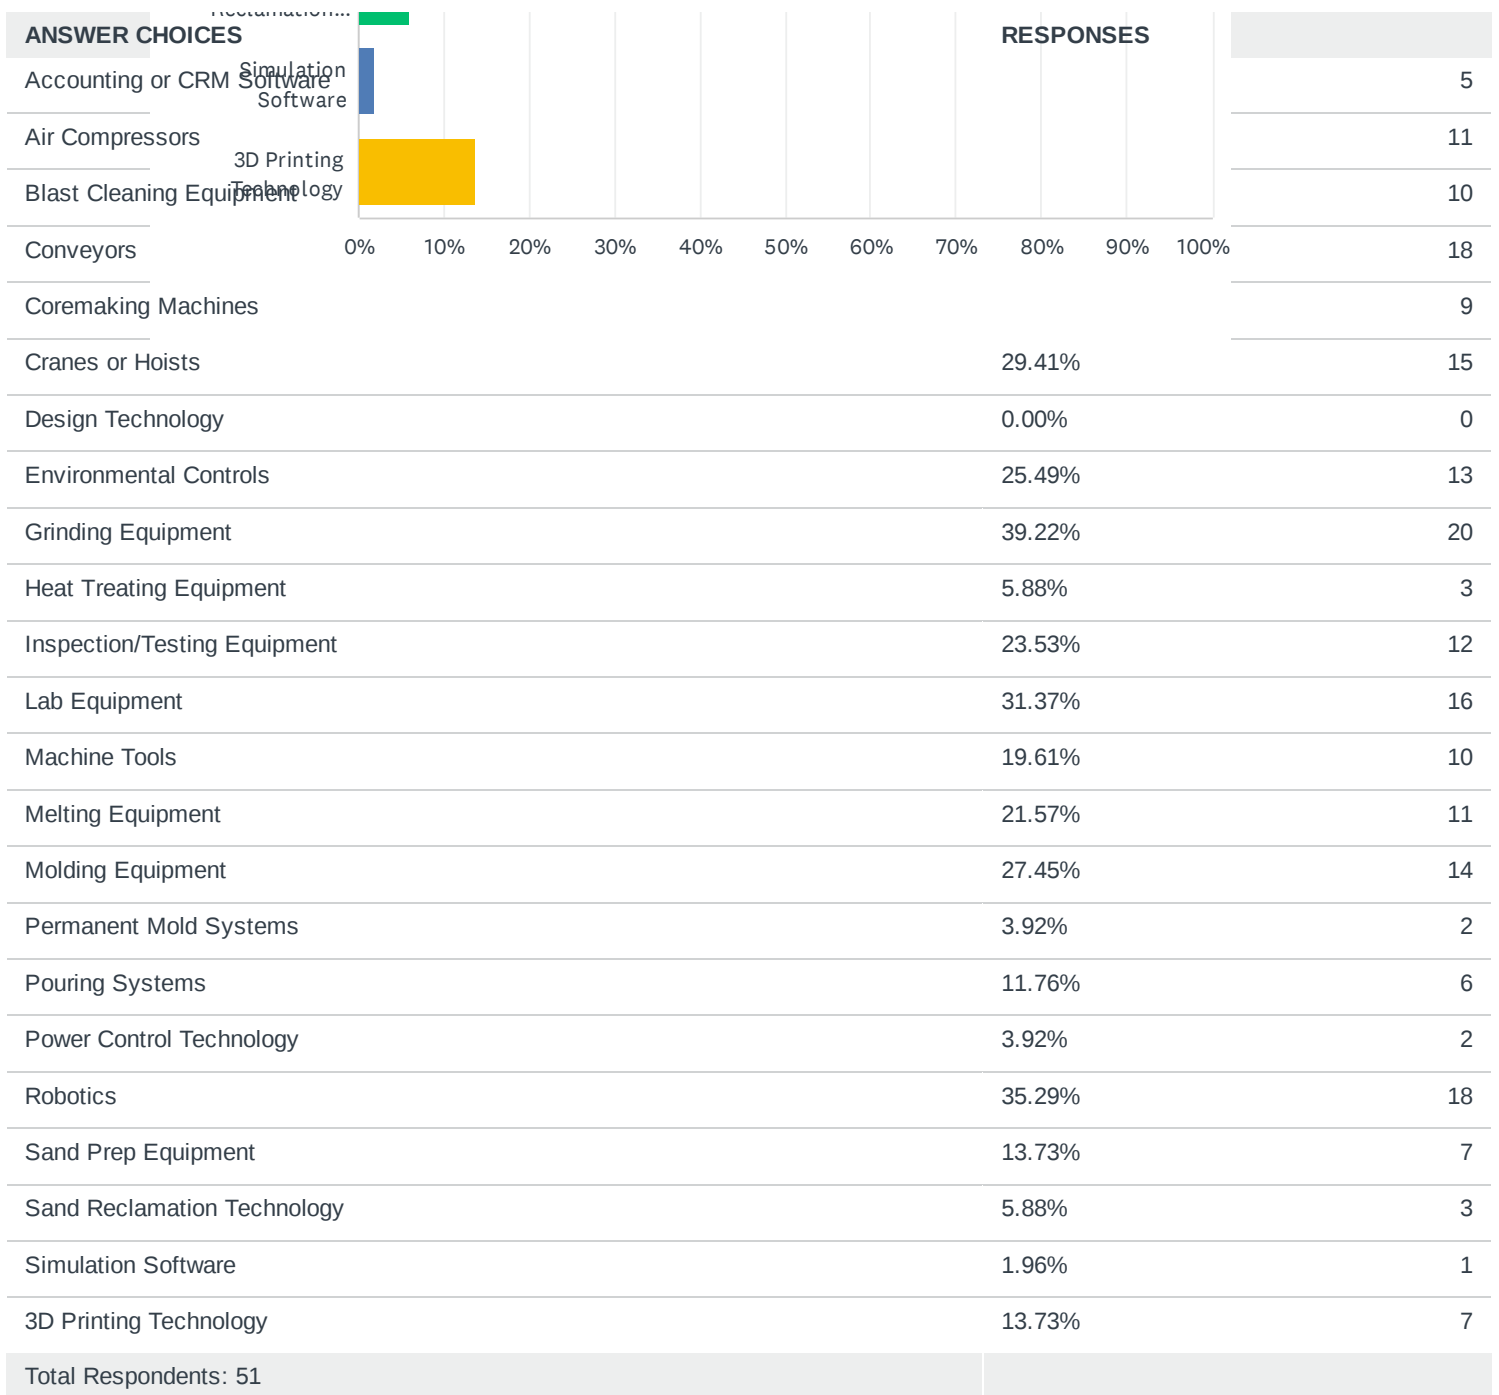 ANSWER CHOICES RESPONSES
Accounting or CRM Software 5
Simulation
Software
Air Compressors 11
3D Printing
Technology
Blast Cleaning Equipment 10
Conveyors 18
0% 10% 20% 30% 40% 50% 60% 70% 80% 90% 100%
Coremaking Machines 9
Cranes or Hoists 29.41% 15
Design Technology 0.00% 0
Environmental Controls 25.49% 13
Grinding Equipment 39.22% 20
Heat Treating Equipment 5.88% 3
Inspection/Testing Equipment 23.53% 12
Lab Equipment 31.37% 16
Machine Tools 19.61% 10
Melting Equipment 21.57% 11
Molding Equipment 27.45% 14
Permanent Mold Systems 3.92% 2
Pouring Systems 11.76% 6
Power Control Technology 3.92% 2
Robotics 35.29% 18
Sand Prep Equipment 13.73% 7
Sand Reclamation Technology 5.88% 3
Simulation Software 1.96% 1
3D Printing Technology 13.73% 7
Total Respondents: 51